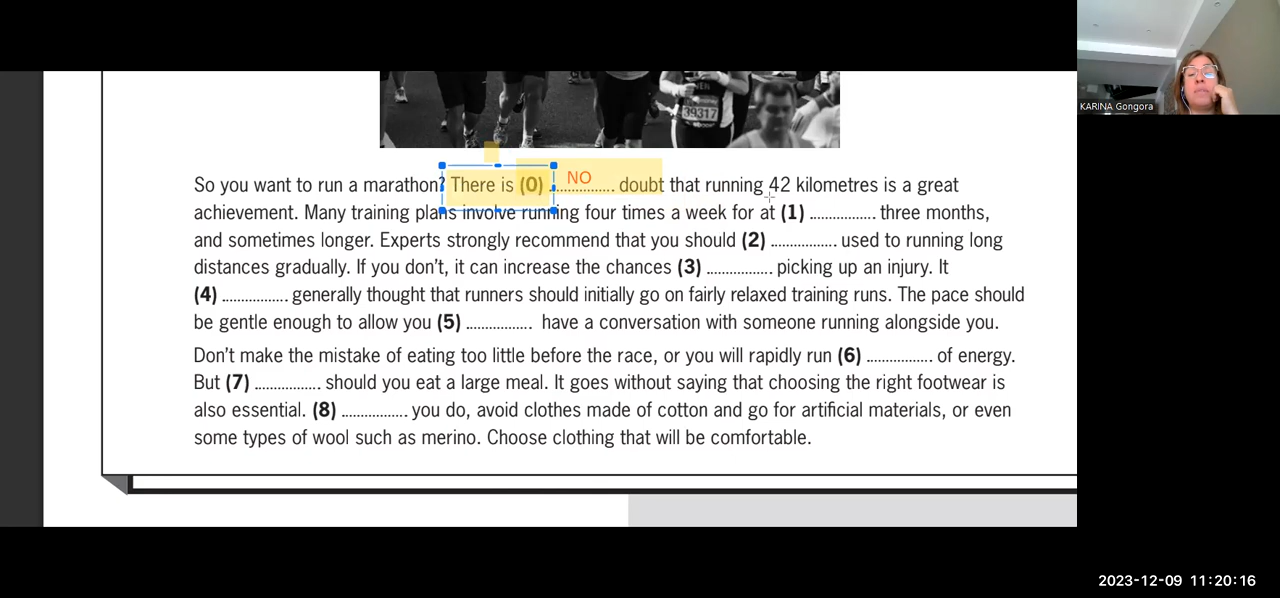 39317
KARINA Gongora
So you want to run a marathon? There is (0) ................ doubt that running 42 kilometres is a great
NO
achievement. Many training plans involve running four times a week for at (1) ................ three months,
and sometimes longer. Experts strongly recommend that you should (2) ................ used to running long
distances gradually. If you don't, it can increase the chances (3) ................ picking up an injury. It
(4) ................ generally thought that runners should initially go on fairly relaxed training runs. The pace should
be gentle enough to allow you (5) ................ have a conversation with someone running alongside you.
Don't make the mistake of eating too little before the race, or you will rapidly run (6) ................ of energy.
But (7) ................ should you eat a large meal. It goes without saying that choosing the right footwear is
also essential. (8) ................ you do, avoid clothes made of cotton and go for artificial materials, or even
some types of wool such as merino. Choose clothing that will be comfortable.
2023-12-09 11:20:16